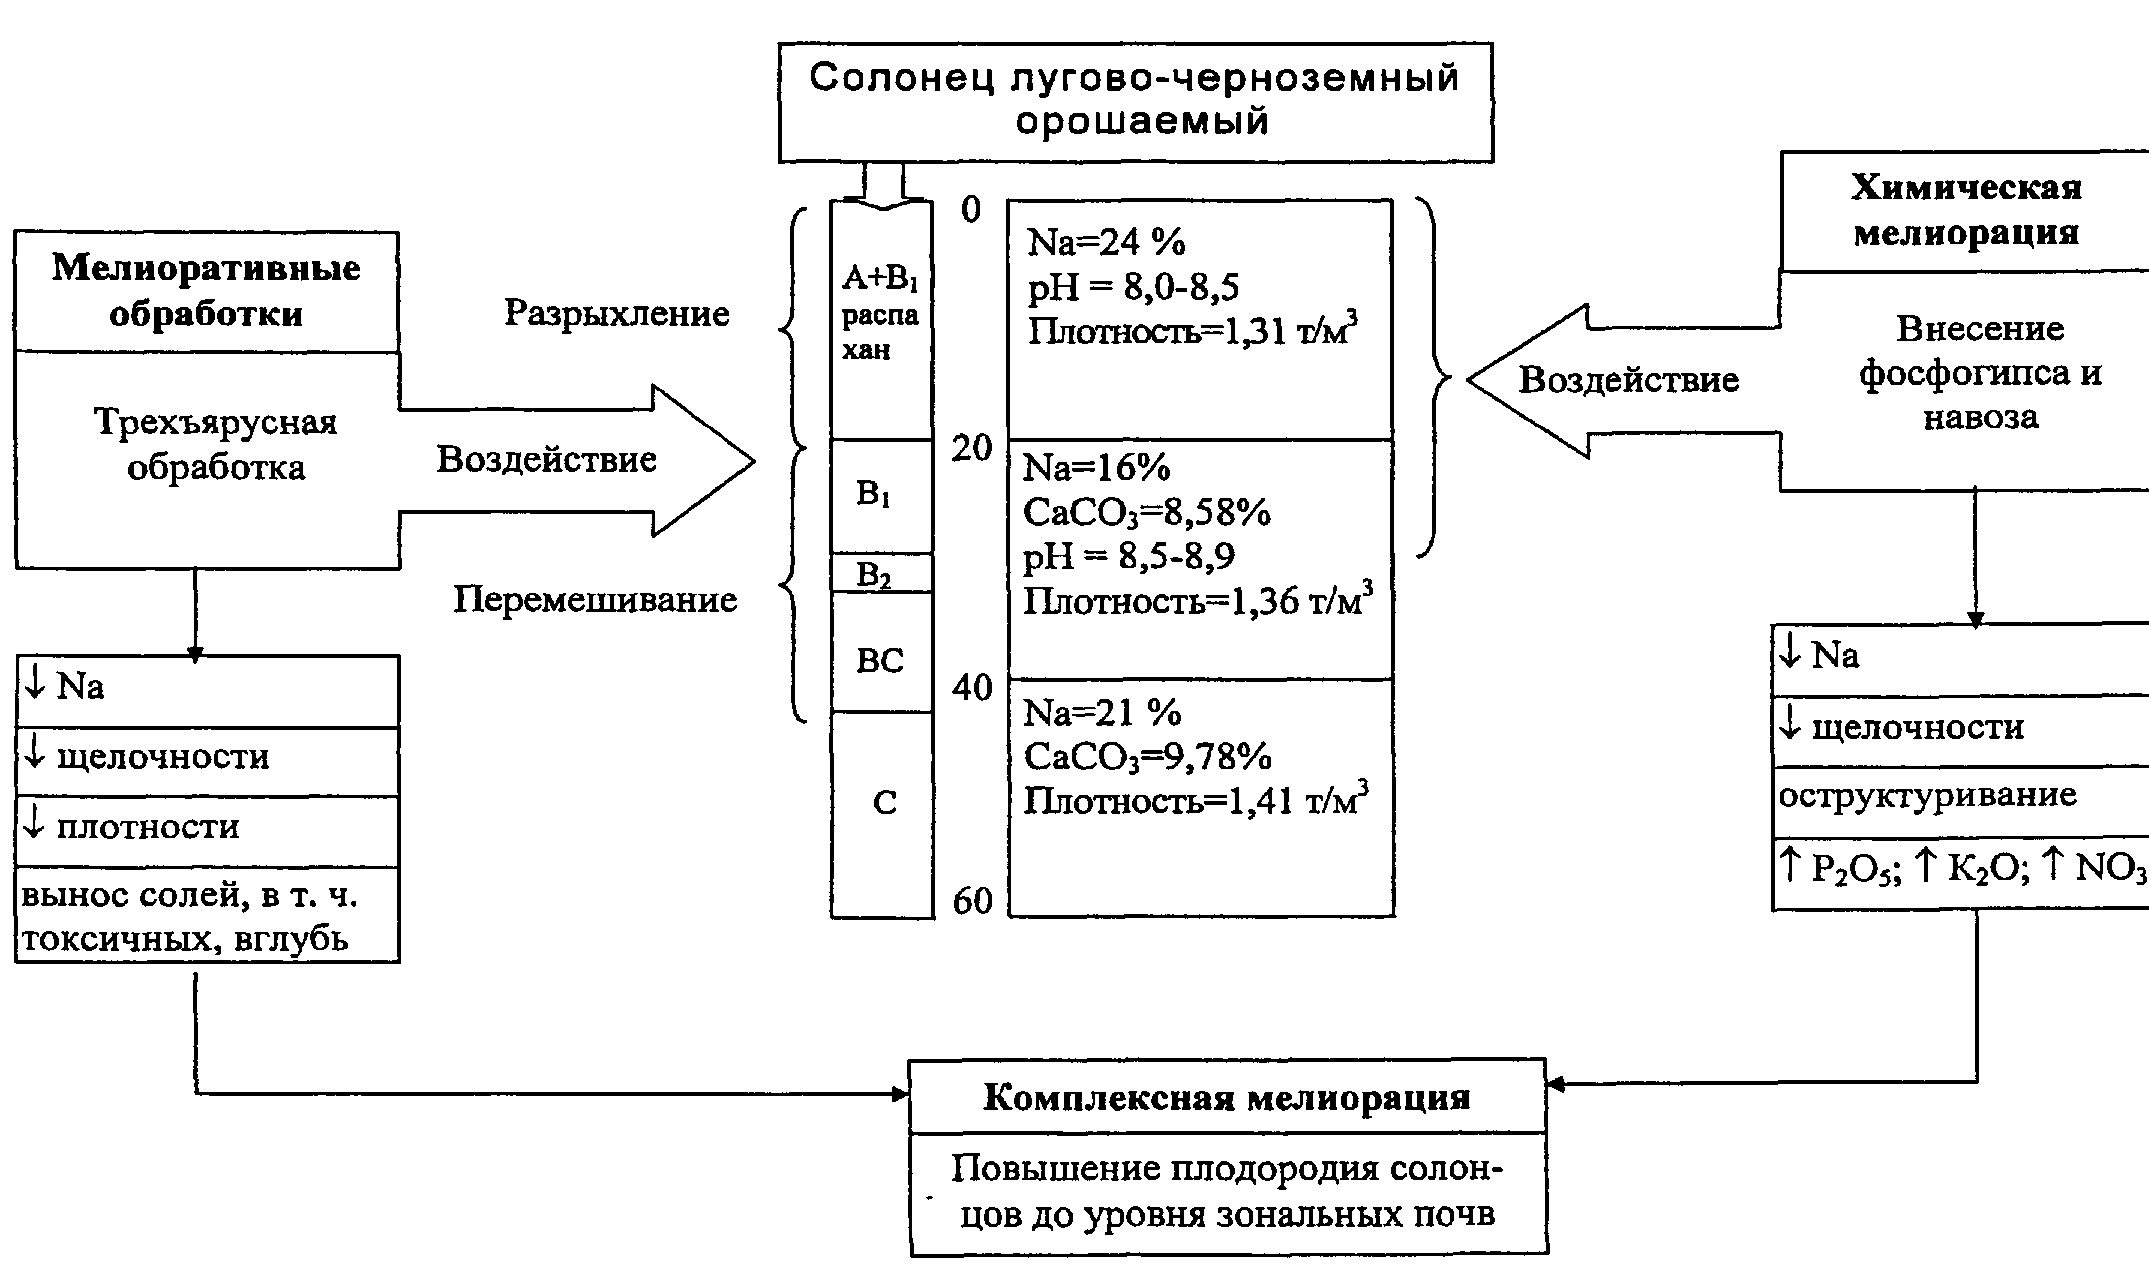 Солонец лугово-черноземный
орошаемый
Мелиоративные
обработки
Трехъярусная
обработка
Разрыхление
Воздействие
Перемешивание
↓ Na
↓ щелочности
↓ плотности
вынос солей, в т. ч.
токсичных, вглубь
А+В₁
распа
хан
В₁
В₂
ВС
С
0
20
40
60
Na=24 %
pH = 8,0-8,5
Плотность=1,31 т/м³
Na=16%
CaCO₃=8,58%
pH = 8,5-8,9
Плотность=1,36 т/м³
Na=21 %
CaCO₃=9,78%
Плотность=1,41 т/м³
Химическая
мелиорация
Внесение
фосфогипса и
навоза
Воздействие
↓ Na
↓ щелочности
оструктуривание
↑ P₂O₅; ↑ K₂O; ↑ NO₃
Комплексная мелиорация
Повышение плодородия солон-
цов до уровня зональных почв